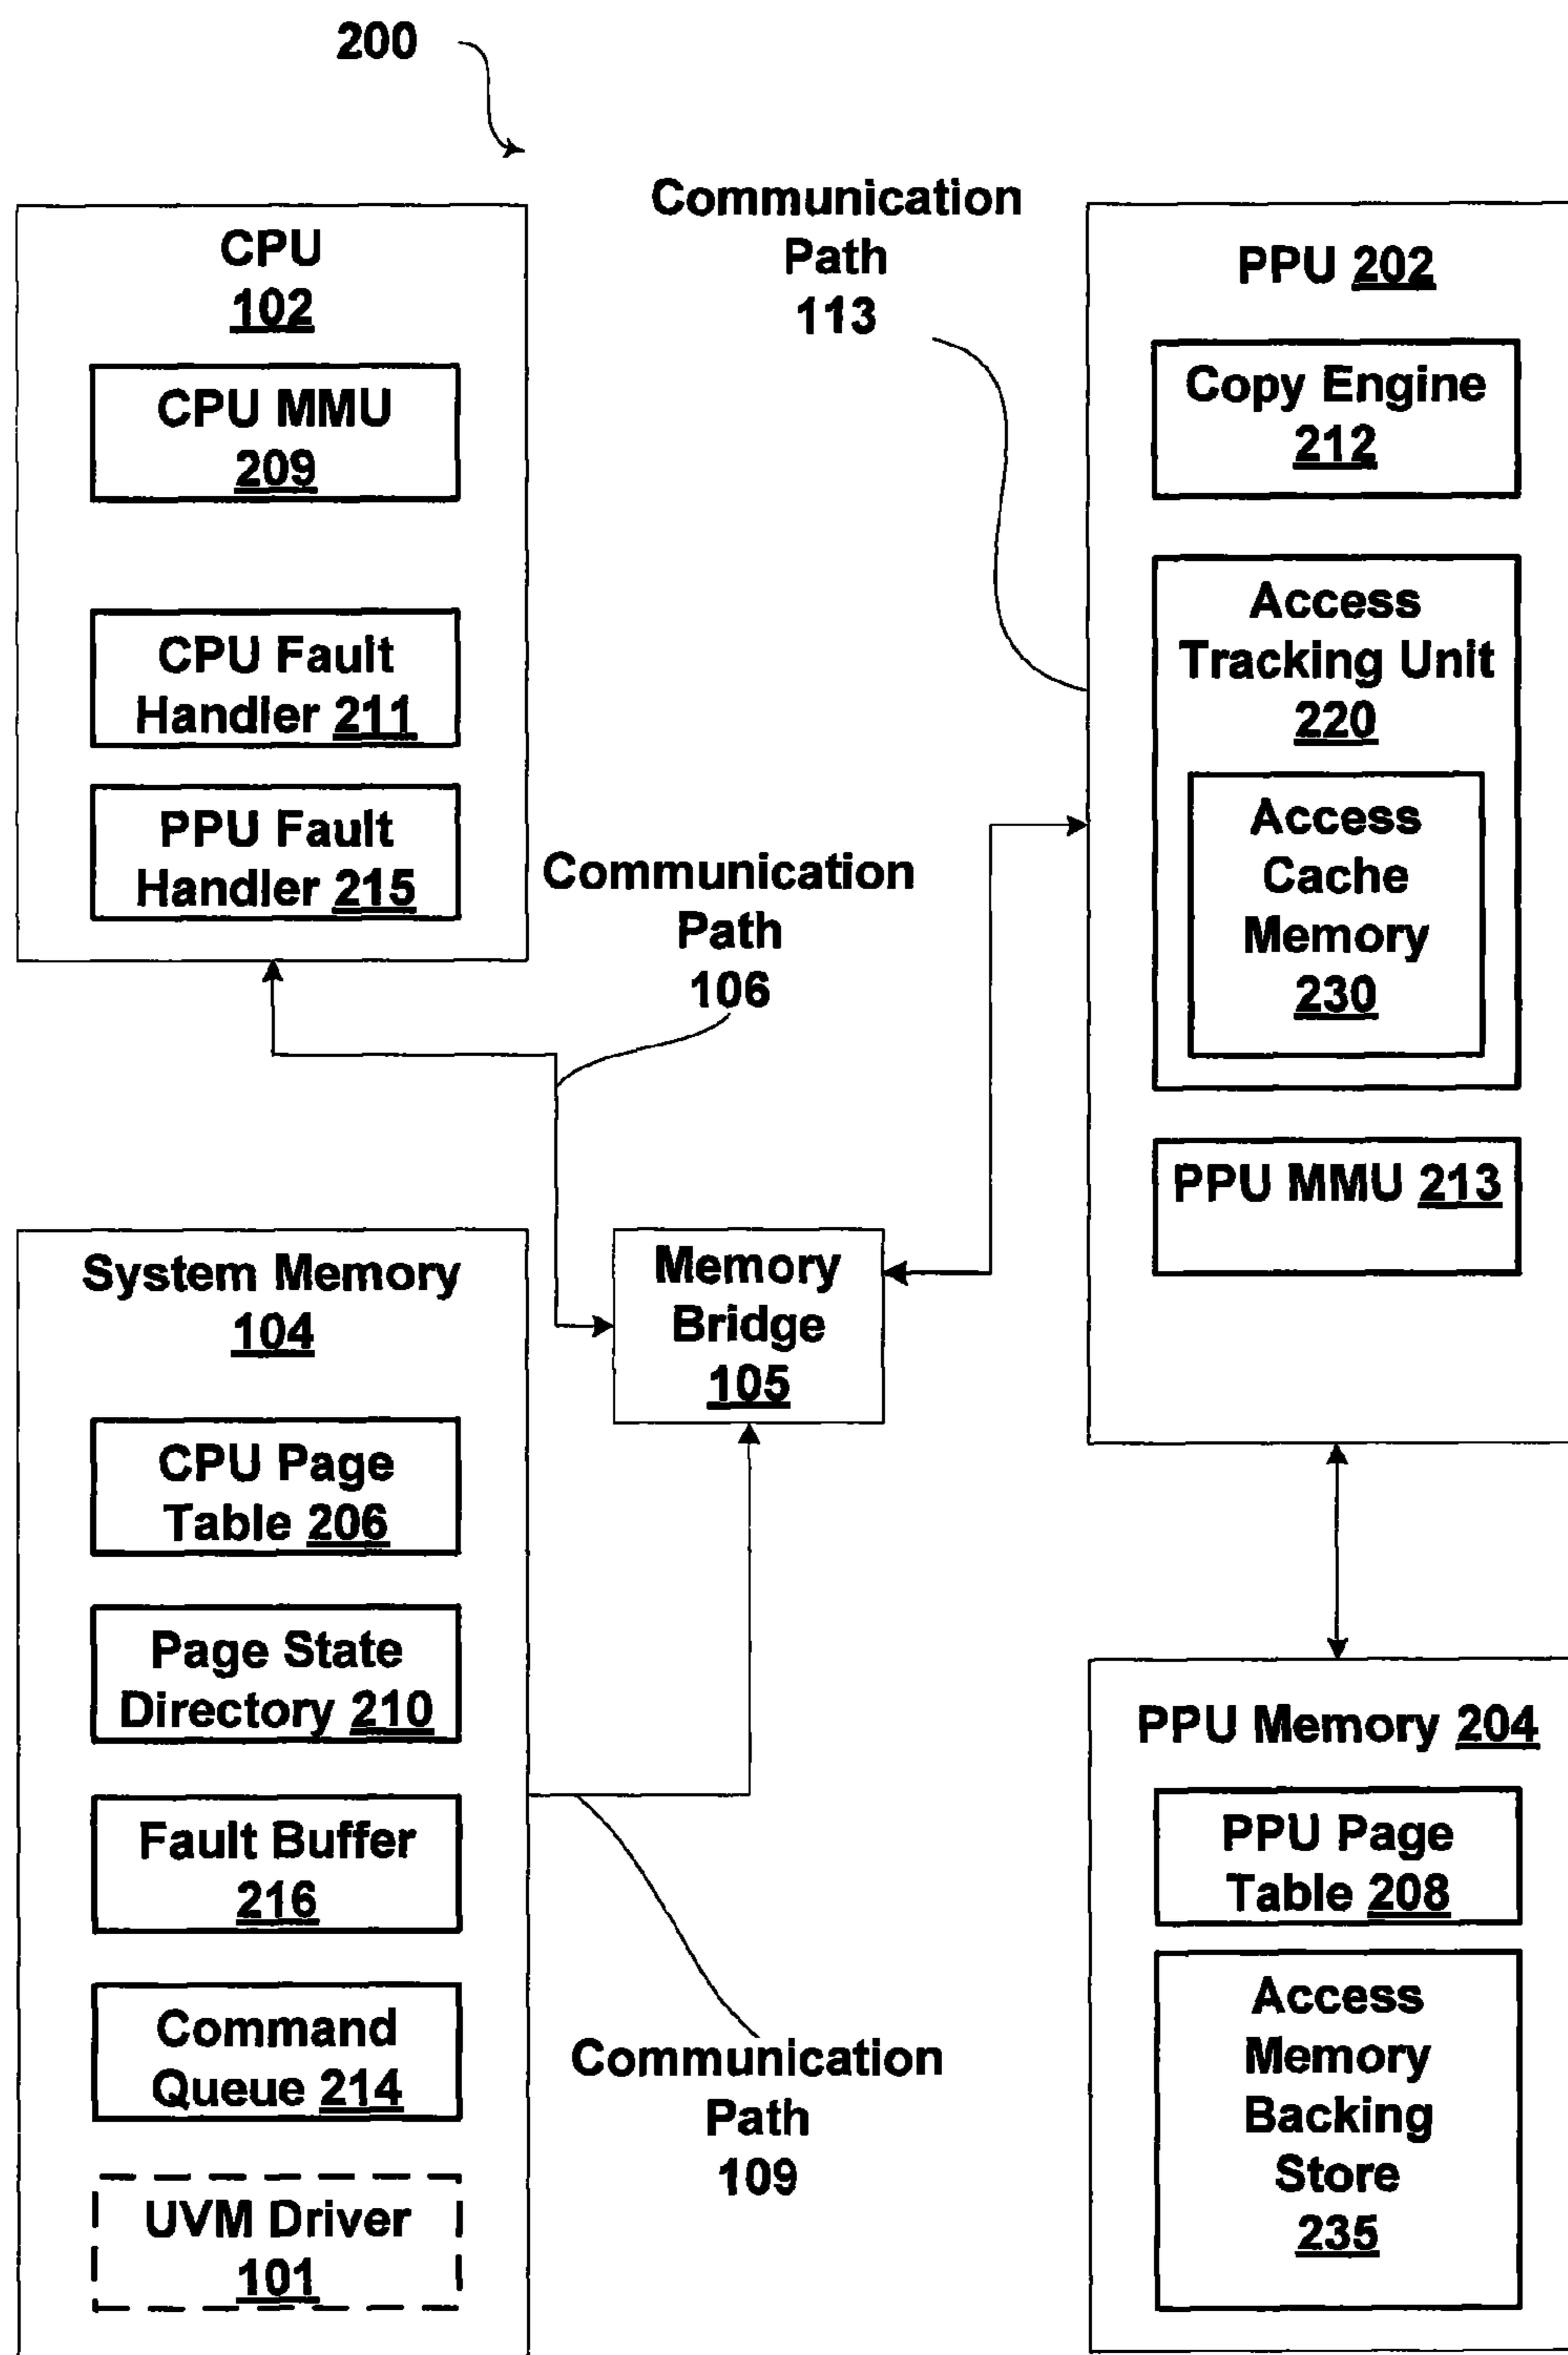 200
CPU
102
CPU MMU
209
CPU Fault
Handler 211
PPU Fault
Handler 215
Communication
Path
113
PPU 202
Copy Engine
212
Access
Tracking Unit
220
Access
Cache
Memory
230
PPU MMU 213
Communication
Path
106
System Memory
104
CPU Page
Table 206
Page State
Directory 210
Fault Buffer
216
Command
Queue 214
UVM Driver
101
Memory
Bridge
105
Communication
Path
109
PPU Memory 204
PPU Page
Table 208
Access
Memory
Backing
Store
235